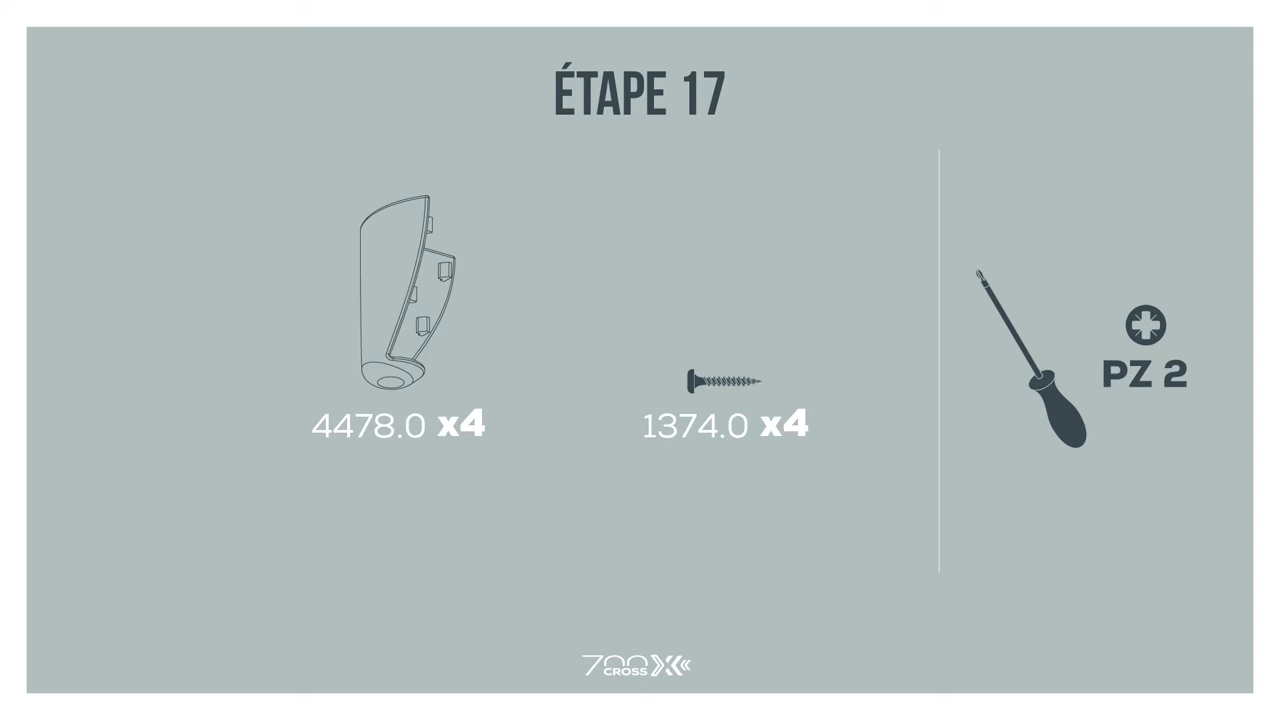 ÉTAPE 17
4478.0 x4
1374.0 x4
PZ 2
700 CROSS X